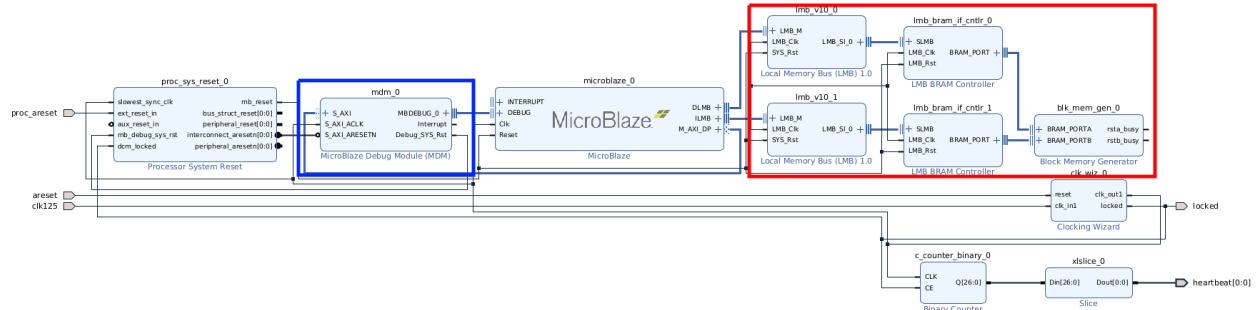 proc_areset
areset
clk125
proc_sys_reset_0
slowest_sync_clk
ext_reset_in
aux_reset_in
mb_debug_sys_rst
dcm_locked
mb_reset
bus_struct_reset[0:0]
peripheral_reset[0:0]
interconnect_aresetn[0:0]
peripheral_aresetn[0:0]
Processor System Reset
mdm_0
S_AXI
S_AXI_ACLK
S_AXI_ARESETN
MBDEBUG_0
Interrupt
Debug_SYS_Rst
MicroBlaze Debug Module (MDM)
microblaze_0
INTERRUPT
DEBUG
Clk
Reset
MicroBlaze
DLMB
ILMB
M_AXI_DP
MicroBlaze
lmb_v10_0
LMB_M
LMB_Clk
SYS_Rst
LMB_Sl_0
Local Memory Bus (LMB) 1.0
lmb_v10_1
LMB_M
LMB_Clk
SYS_Rst
LMB_Sl_0
Local Memory Bus (LMB) 1.0
lmb_bram_if_cntlr_0
SLMB
LMB_Clk
LMB_Rst
BRAM_PORT
LMB BRAM Controller
lmb_bram_if_cntlr_1
SLMB
LMB_Clk
LMB_Rst
BRAM_PORT
LMB BRAM Controller
blk_mem_gen_0
BRAM_PORTA
BRAM_PORTB
rsta_busy
rstb_busy
Block Memory Generator
clk_wiz_0
reset
clk_in1
clk_out1
locked
Clocking Wizard
locked
c_counter_binary_0
CLK
CE
Q[26:0]
Binary Counter
xlslice_0
Din[26:0]
Dout[0:0]
Slice
heartbeat[0:0]